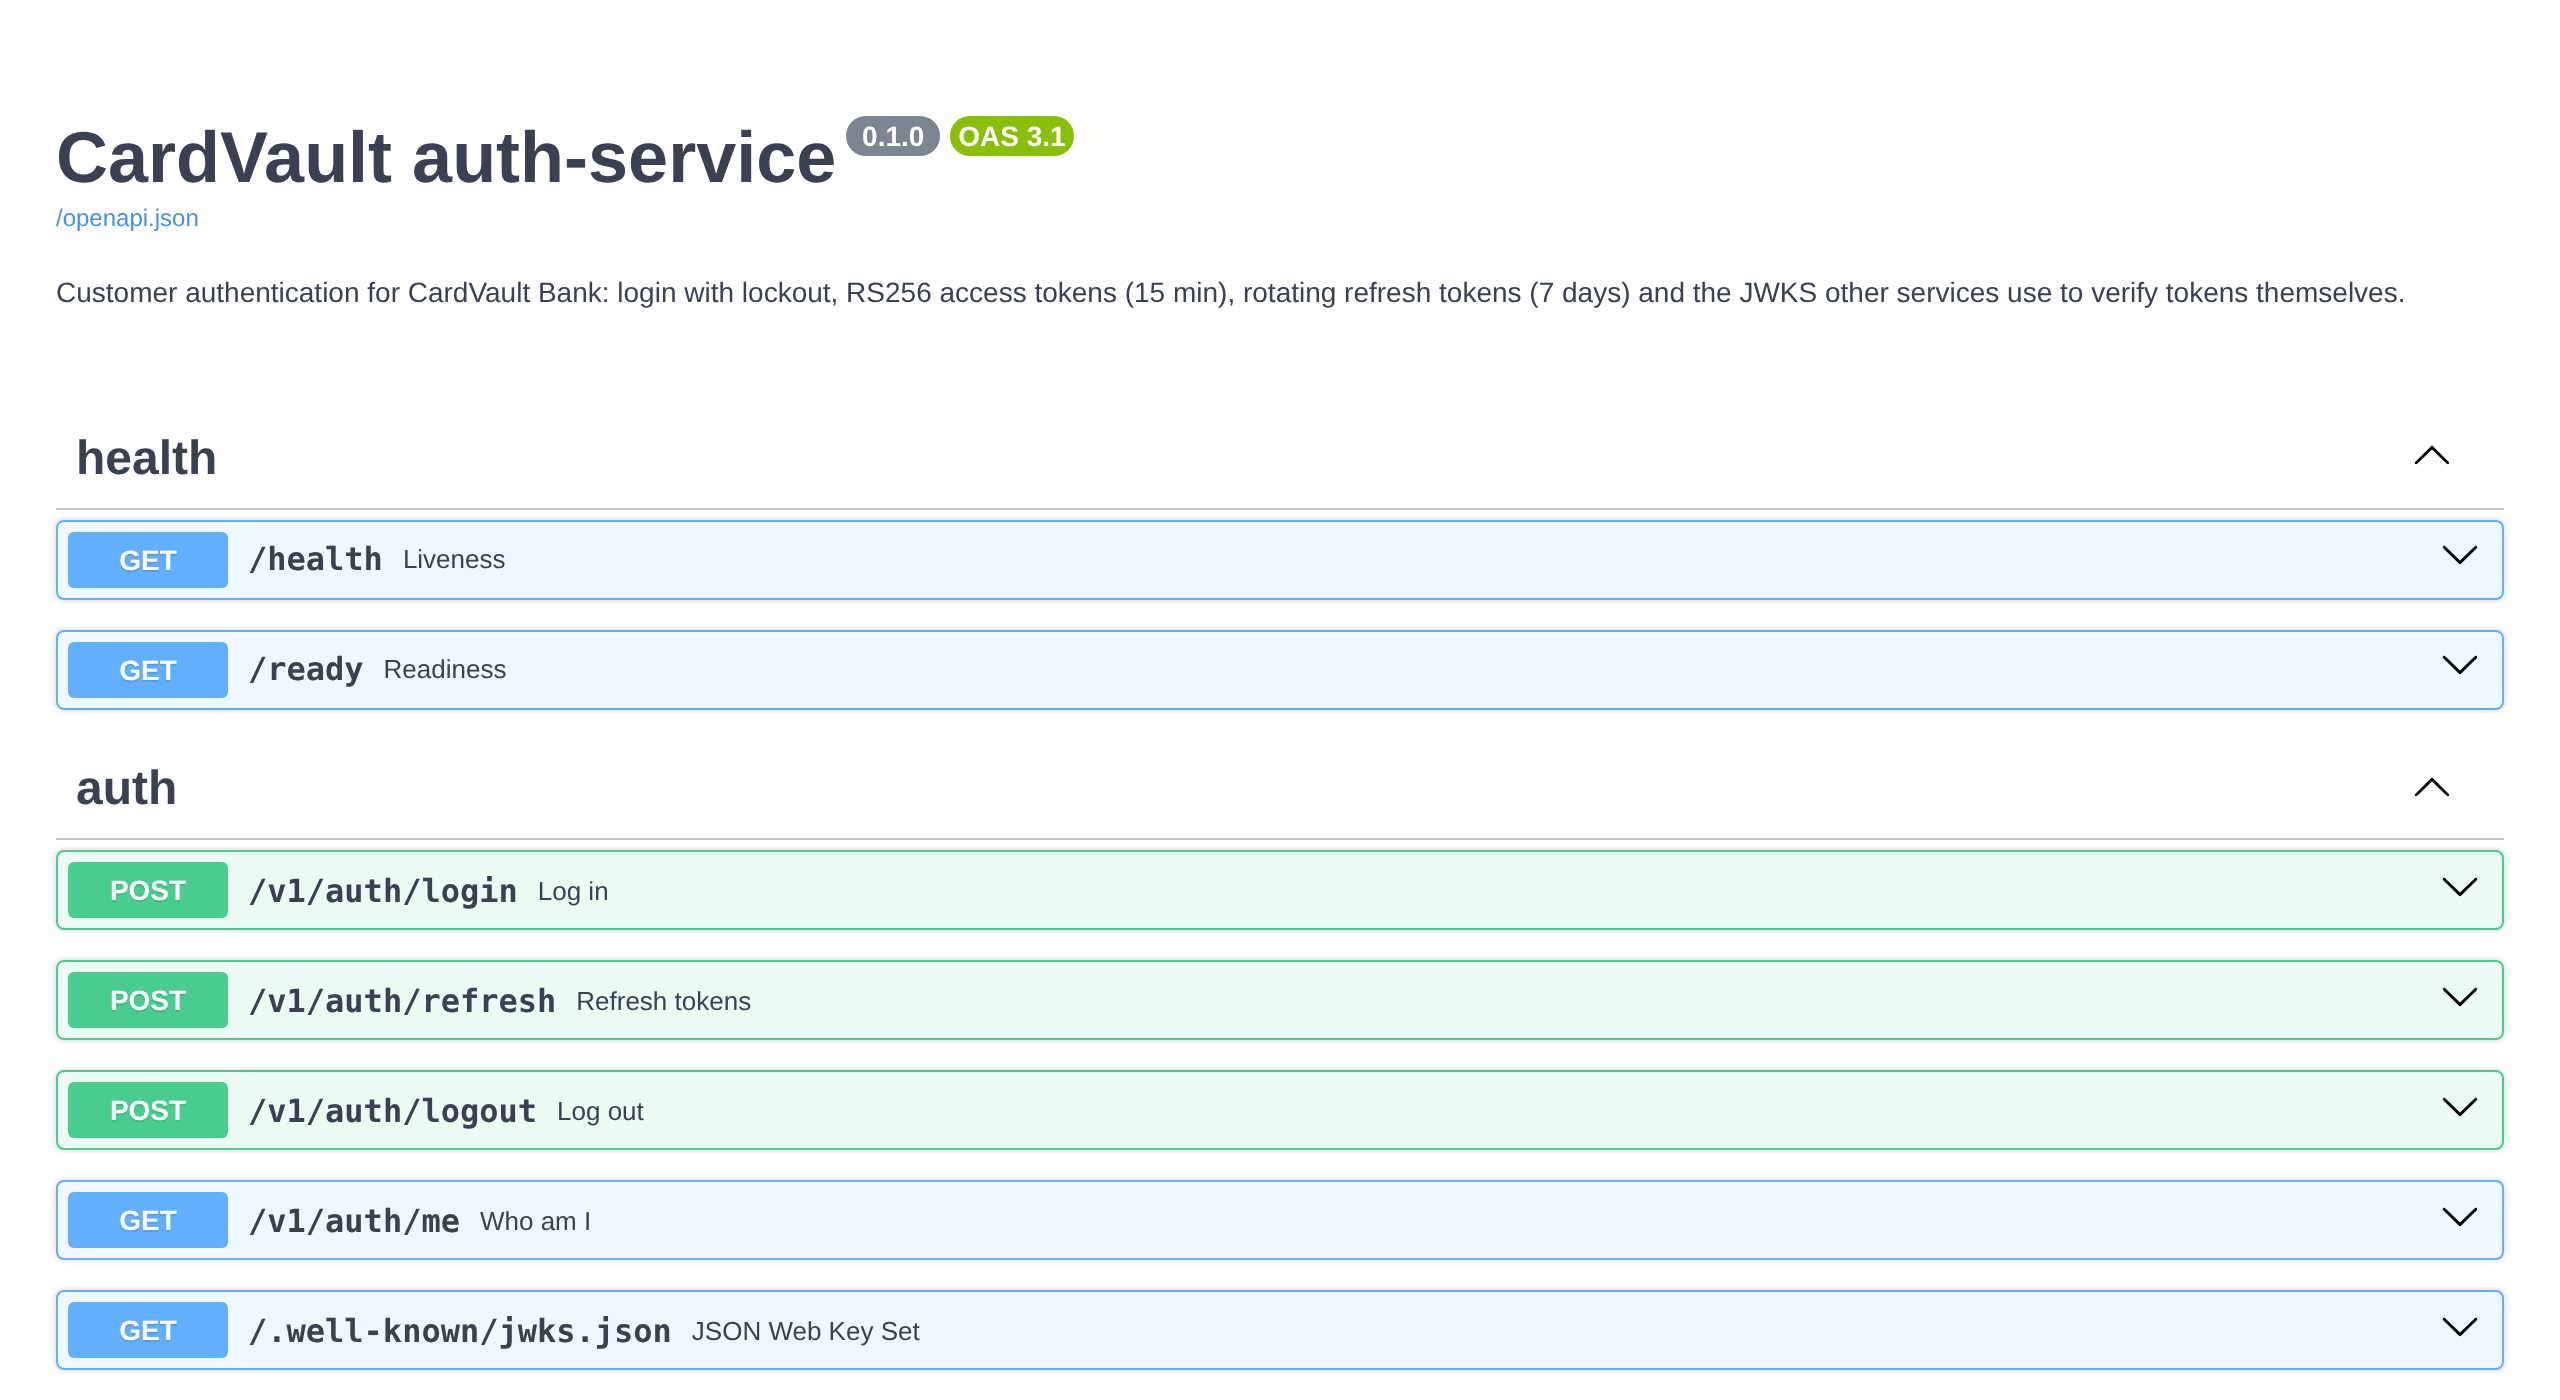 CardVault auth-service 0.1.0 OAS 3.1
/openapi.json
Customer authentication for CardVault Bank: login with lockout, RS256 access tokens (15 min), rotating refresh tokens (7 days) and the JWKS other services use to verify tokens themselves.
health
GET /health Liveness
GET /ready Readiness
auth
POST /v1/auth/login Log in
POST /v1/auth/refresh Refresh tokens
POST /v1/auth/logout Log out
GET /v1/auth/me Who am I
GET /.well-known/jwks.json JSON Web Key Set